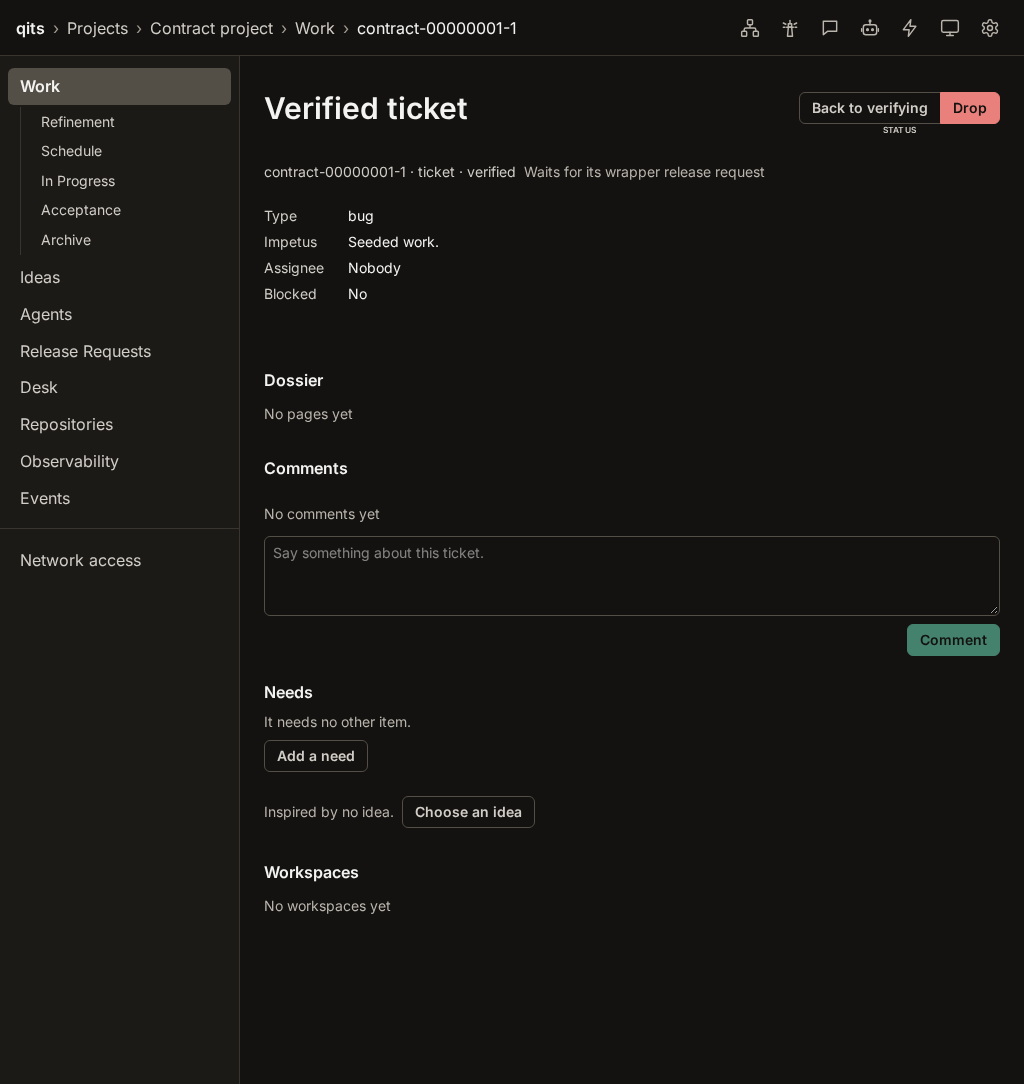 qits › Projects › Contract project › Work › contract-00000001-1
Work
Refinement
Schedule
In Progress
Acceptance
Archive
Ideas
Agents
Release Requests
Desk
Repositories
Observability
Events
Network access
Verified ticket
Back to verifying Drop
STATUS
contract-00000001-1 · ticket · verified Waits for its wrapper release request
Type bug
Impetus Seeded work.
Assignee Nobody
Blocked No
Dossier
No pages yet
Comments
No comments yet
Say something about this ticket.
Comment
Needs
It needs no other item.
Add a need
Inspired by no idea. Choose an idea
Workspaces
No workspaces yet